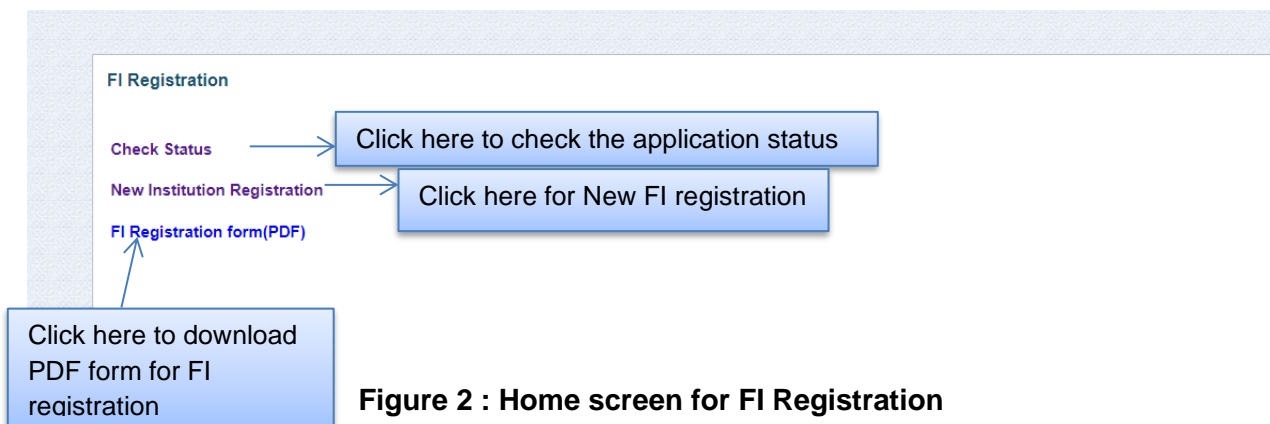 FI Registration
Check Status
Click here to check the application status
New Institution Registration
Click here for New FI registration
FI Registration form(PDF)
Click here to download
PDF form for FI
registration
Figure 2 : Home screen for FI Registration